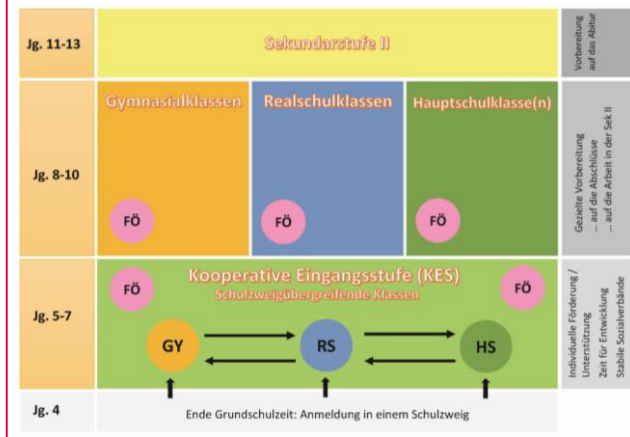 Jg. 11-13
Sekundarstufe II
Vorbereitung
auf das Abitur
Jg. 8-10
Gymnasialklassen
Realschulklassen
Hauptschulklasse(n)
FÖ
FÖ
FÖ
Gezielte Vorbereitung
... auf die Abschlüsse
... auf die Arbeit in der Sek II
Jg. 5-7
Kooperative Eingangsstufe (KES)
Schulzweigübergreifende Klassen
FÖ
FÖ
GY
RS
HS
Individuelle Förderung /
Unterstützung
Zeit für Entwicklung
Stabile Sozialverbände
Jg. 4
Ende Grundschulzeit: Anmeldung in einem Schulzweig